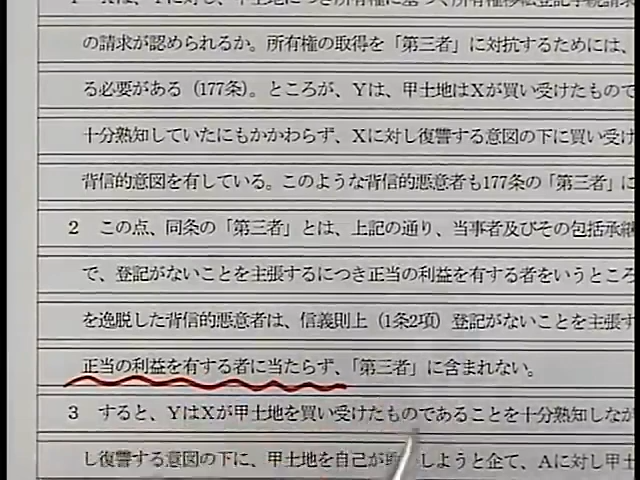 1 Xは、Yに対し、甲土地につき所有権に基づく所有権移転登記手続請求
の請求が認められるか。所有権の取得を「第三者」に対抗するためには、
る必要がある（177条）。ところが、Yは、甲土地はXが買い受けたもので
十分熟知していたにもかかわらず、Xに対し復讐する意図の下に買い受け
背信的意図を有している。このような背信的悪意者も177条の「第三者」に
2 この点、同条の「第三者」とは、上記の通り、当事者及びその包括承継
で、登記がないことを主張するにつき正当の利益を有する者をいうところ
を逸脱した背信的悪意者は、信義則上（1条2項）登記がないことを主張す
正当の利益を有する者に当たらず、「第三者」に含まれない。
3 すると、YはXが甲土地を買い受けたものであることを十分熟知しなが
し復讐する意図の下に、甲土地を自己が しようと企て、Aに対し甲土